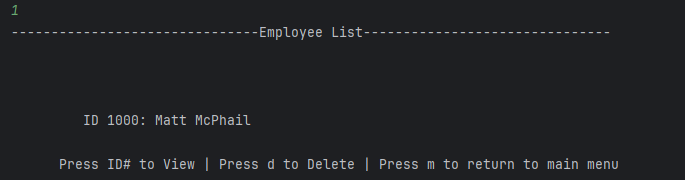 1
-------------------------------Employee List-------------------------------
ID 1000: Matt McPhail
Press ID# to View | Press d to Delete | Press m to return to main menu